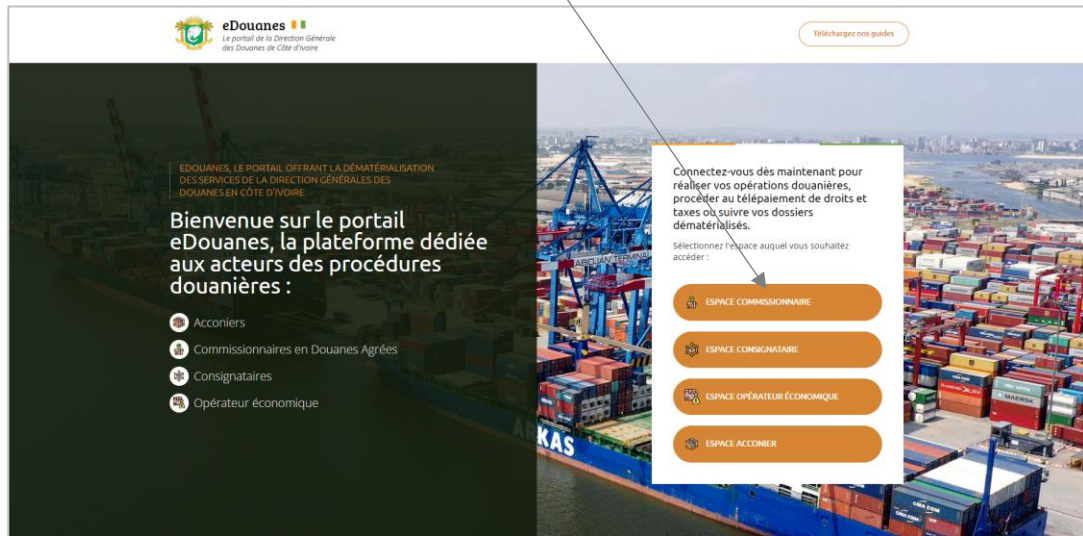 eDouanes
Le portail de la Direction Générale
des Douanes de Côte d'Ivoire
Téléchargez nos guides
EDOUANES, LE PORTAIL OFFRANT LA DÉMATÉRIALISATION
DES SERVICES DE LA DIRECTION GÉNÉRALES DES
DOUANES EN CÔTE D'IVOIRE.
Bienvenue sur le portail
eDouanes, la plateforme dédiée
aux acteurs des procédures
douanières :
Acconiers
Commissionnaires en Douanes Agrées
Consignataires
Opérateur économique
Connectez-vous dès maintenant pour
réaliser vos opérations douanières,
procéder au télépaiement de droits et
taxes ou suivre vos dossiers
dématérialisés.
Sélectionnez l'espace auquel vous souhaitez
accéder :
ESPACE COMMISSIONNAIRE
ESPACE CONSIGNATAIRE
ESPACE OPÉRATEUR ÉCONOMIQUE
ESPACE ACCONIER
ABIDJAN TERMINAL
ARKAS
MAERSK
CMA CGM